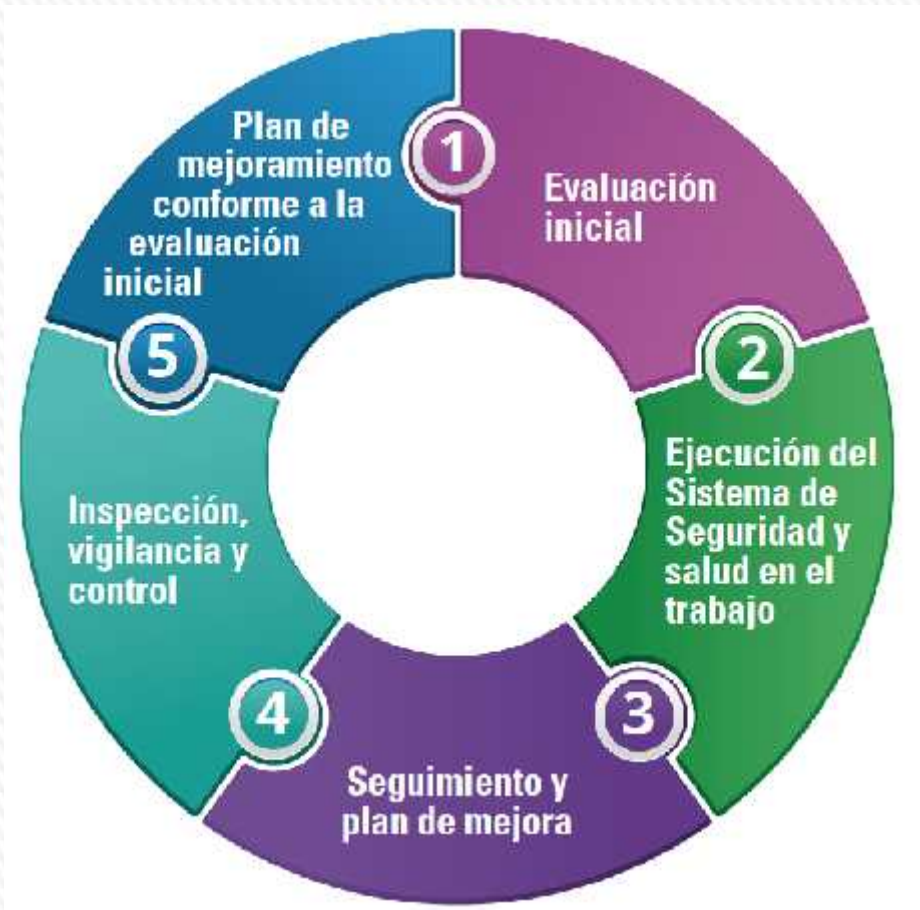 1
Evaluación
inicial
2
Ejecución del
Sistema de
Seguridad y
salud en el
trabajo
3
Seguimiento y
plan de mejora
4
Inspección,
vigilancia y
control
5
Plan de
mejoramiento
conforme a la
evaluación
inicial